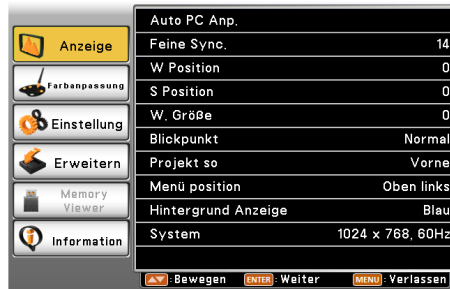 Anzeige
Farbanpassung
Einstellung
Erweitern
Memory
Viewer
Information
Auto PC Anp.
Feine Sync. 14
W Position 0
S Position 0
W. Größe 0
Blickpunkt Normal
Projekt so Vorne
Menü position Oben links
Hintergrund Anzeige Blau
System 1024 x 768, 60Hz
:Bewegen ENTER:Weiter MENU:Verlassen